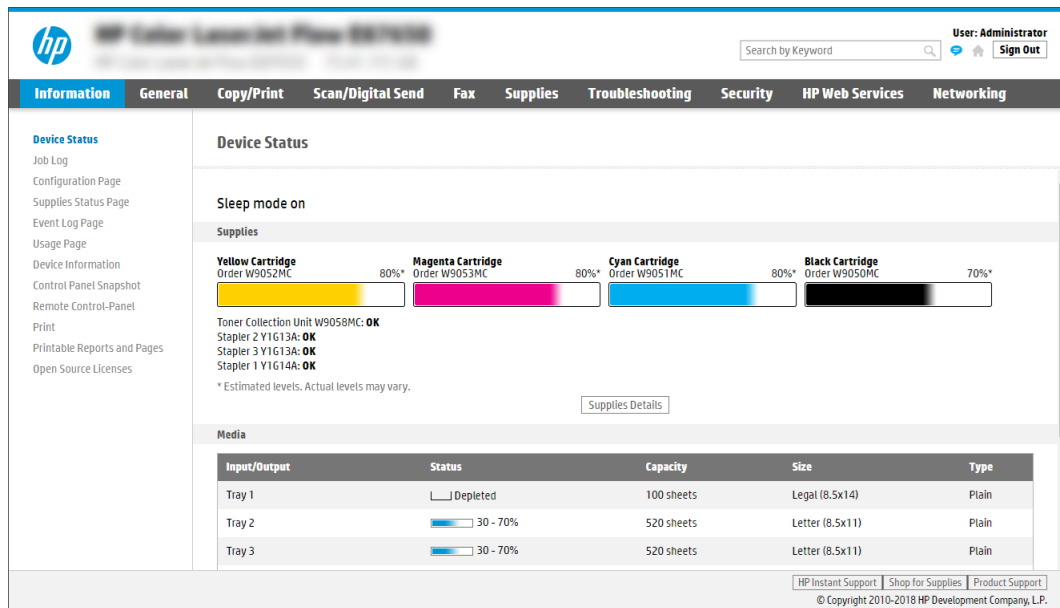 hp
User: Administrator
Search by Keyword
Sign Out
Information General Copy/Print Scan/Digital Send Fax Supplies Troubleshooting Security HP Web Services Networking
Device Status
Job Log
Configuration Page
Supplies Status Page
Event Log Page
Usage Page
Device Information
Control Panel Snapshot
Remote Control-Panel
Print
Printable Reports and Pages
Open Source Licenses
Device Status
Sleep mode on
Supplies
Yellow Cartridge Magenta Cartridge Cyan Cartridge Black Cartridge
Order W9052MC 80%* Order W9053MC 80%* Order W9051MC 80%* Order W9050MC 70%*
Toner Collection Unit W9058MC: OK
Stapler 2 Y1G13A: OK
Stapler 3 Y1G13A: OK
Stapler 1 Y1G14A: OK
* Estimated levels. Actual levels may vary.
Supplies Details
Media
Input/Output Status Capacity Size Type
Tray 1 Depleted 100 sheets Legal (8.5x14) Plain
Tray 2 30 - 70% 520 sheets Letter (8.5x11) Plain
Tray 3 30 - 70% 520 sheets Letter (8.5x11) Plain
HP Instant Support Shop for Supplies Product Support
© Copyright 2010-2018 HP Development Company, L.P.